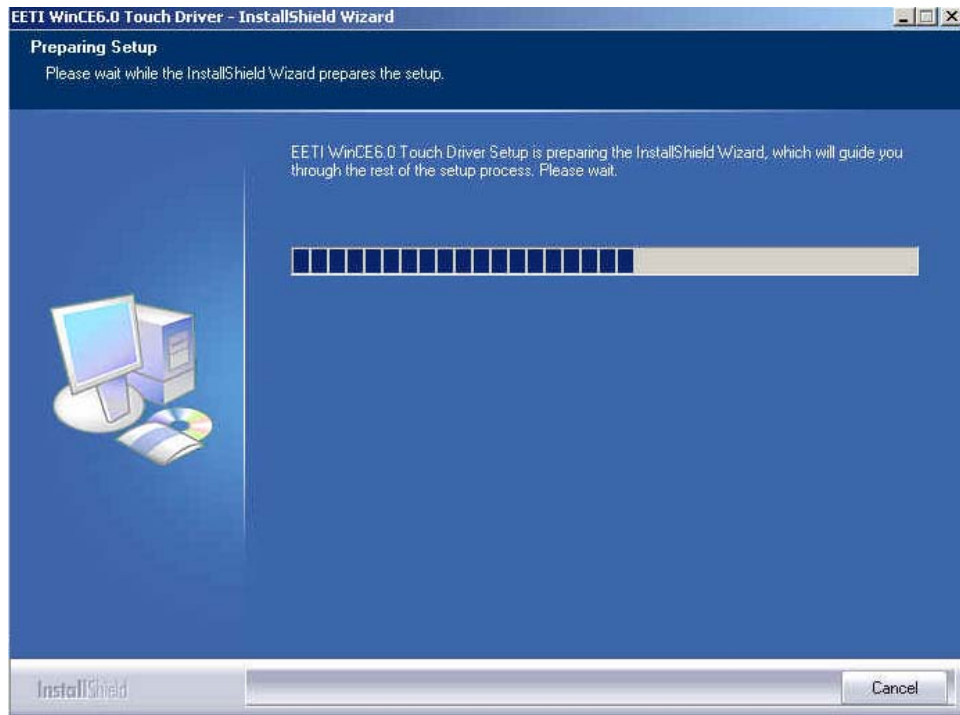 EETI WinCE6.0 Touch Driver - InstallShield Wizard
Preparing Setup
Please wait while the InstallShield Wizard prepares the setup.
EETI WinCE6.0 Touch Driver Setup is preparing the InstallShield Wizard, which will guide you
through the rest of the setup process. Please wait.
InstallShield
Cancel